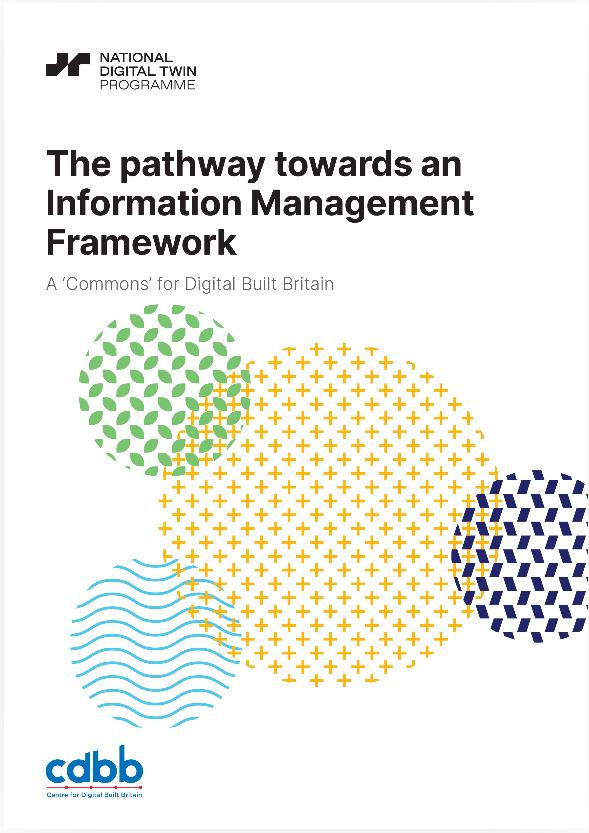 NATIONAL
DIGITAL TWIN
PROGRAMME
The pathway towards an
Information Management
Framework
A ‘Commons’ for Digital Built Britain
cdbb
Centre for Digital Built Britain